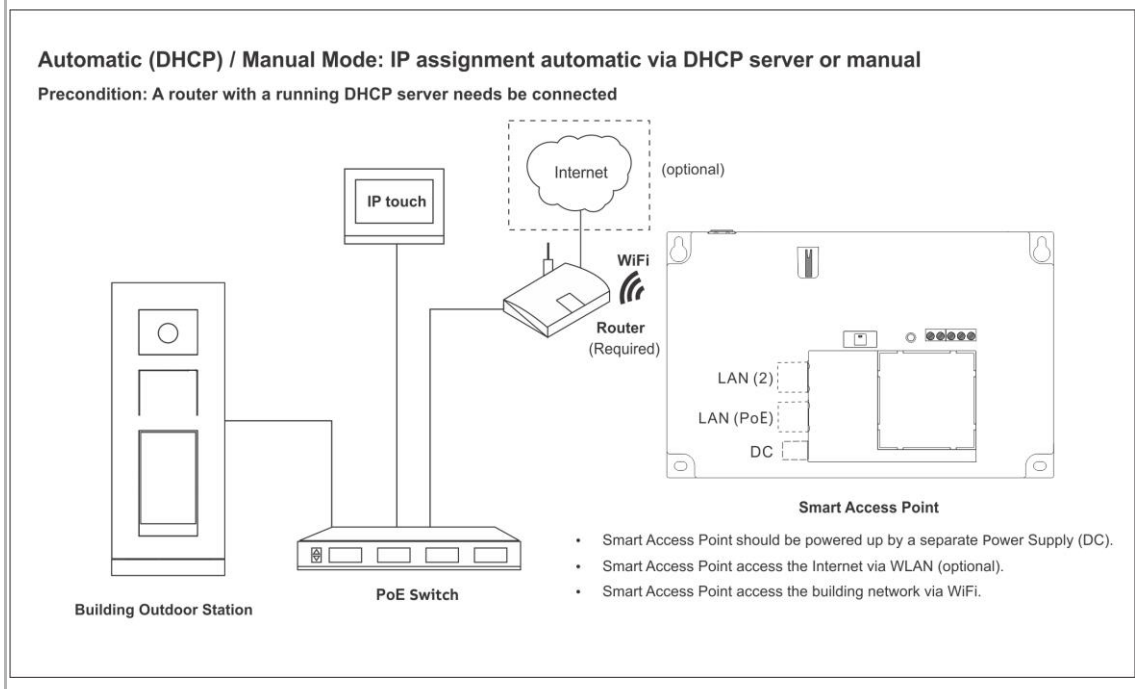 Automatic (DHCP) / Manual Mode: IP assignment automatic via DHCP server or manual
Precondition: A router with a running DHCP server needs be connected
Internet
(optional)
IP touch
WiFi
Router
(Required)
LAN (2)
LAN (PoE)
DC
Smart Access Point
• Smart Access Point should be powered up by a separate Power Supply (DC).
• Smart Access Point access the Internet via WLAN (optional).
• Smart Access Point access the building network via WiFi.
PoE Switch
Building Outdoor Station